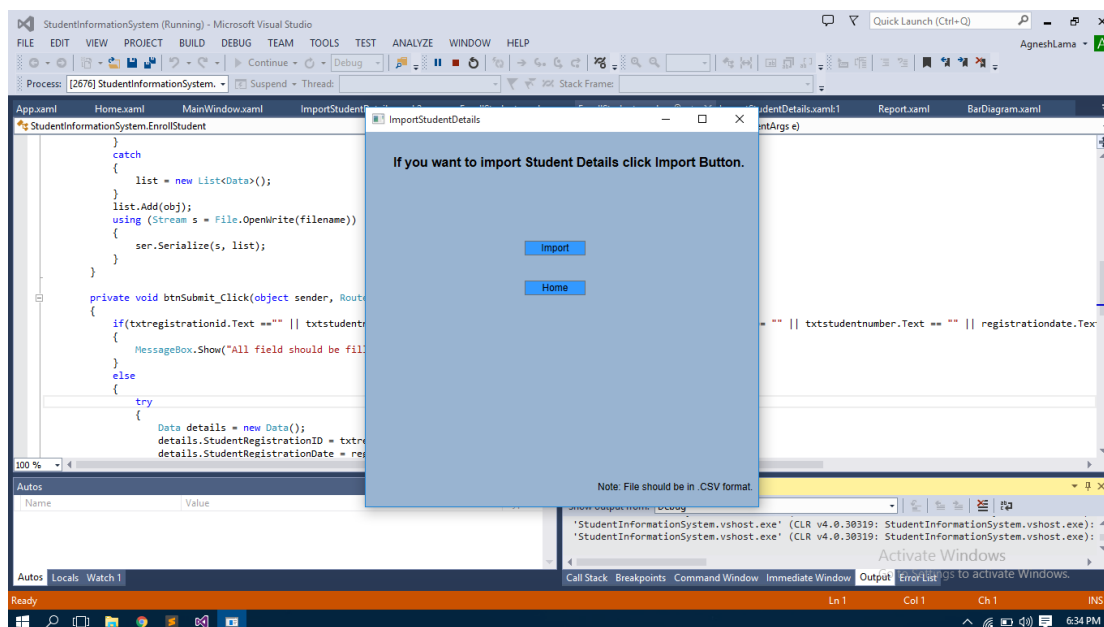 StudentInformationSystem (Running) - Microsoft Visual Studio
Quick Launch (Ctrl+Q)
FILE EDIT VIEW PROJECT BUILD DEBUG TEAM TOOLS TEST ANALYZE WINDOW HELP
AgneshLama
Continue Debug
Process: [2676] StudentInformationSystem. Suspend Thread: Stack Frame:
App.xaml Home.xaml MainWindow.xaml Report.xaml BarDiagram.xaml
StudentInformationSystem.EnrollStudent
ntArgs e)
ImportStudentDetails
If you want to import Student Details click Import Button.
Import
Home
Note: File should be in .CSV format.
}
catch
{
list = new List<Data>();
}
list.Add(obj);
using (Stream s = File.OpenWrite(filename))
{
ser.Serialize(s, list);
}
}
private void btnSubmit_Click(object sender, Route
{
if(txtregistrationid.Text =="" || txtstudentn
= "" || txtstudentnumber.Text == "" || registrationdate.Tex
{
MessageBox.Show("All field should be fill
}
else
{
try
{
Data details = new Data();
details.StudentRegistrationID = txtre
details.StudentRegistrationDate = reg
100 %
Autos
Name Value
'StudentInformationSystem.vshost.exe' (CLR v4.0.30319: StudentInformationSystem.vshost.exe):
'StudentInformationSystem.vshost.exe' (CLR v4.0.30319: StudentInformationSystem.vshost.exe):
Activate Windows
to activate Windows.
Autos Locals Watch 1
Call Stack Breakpoints Command Window Immediate Window Output Error List
Ready Ln 1 Col 1 Ch 1 INS
6:34 PM